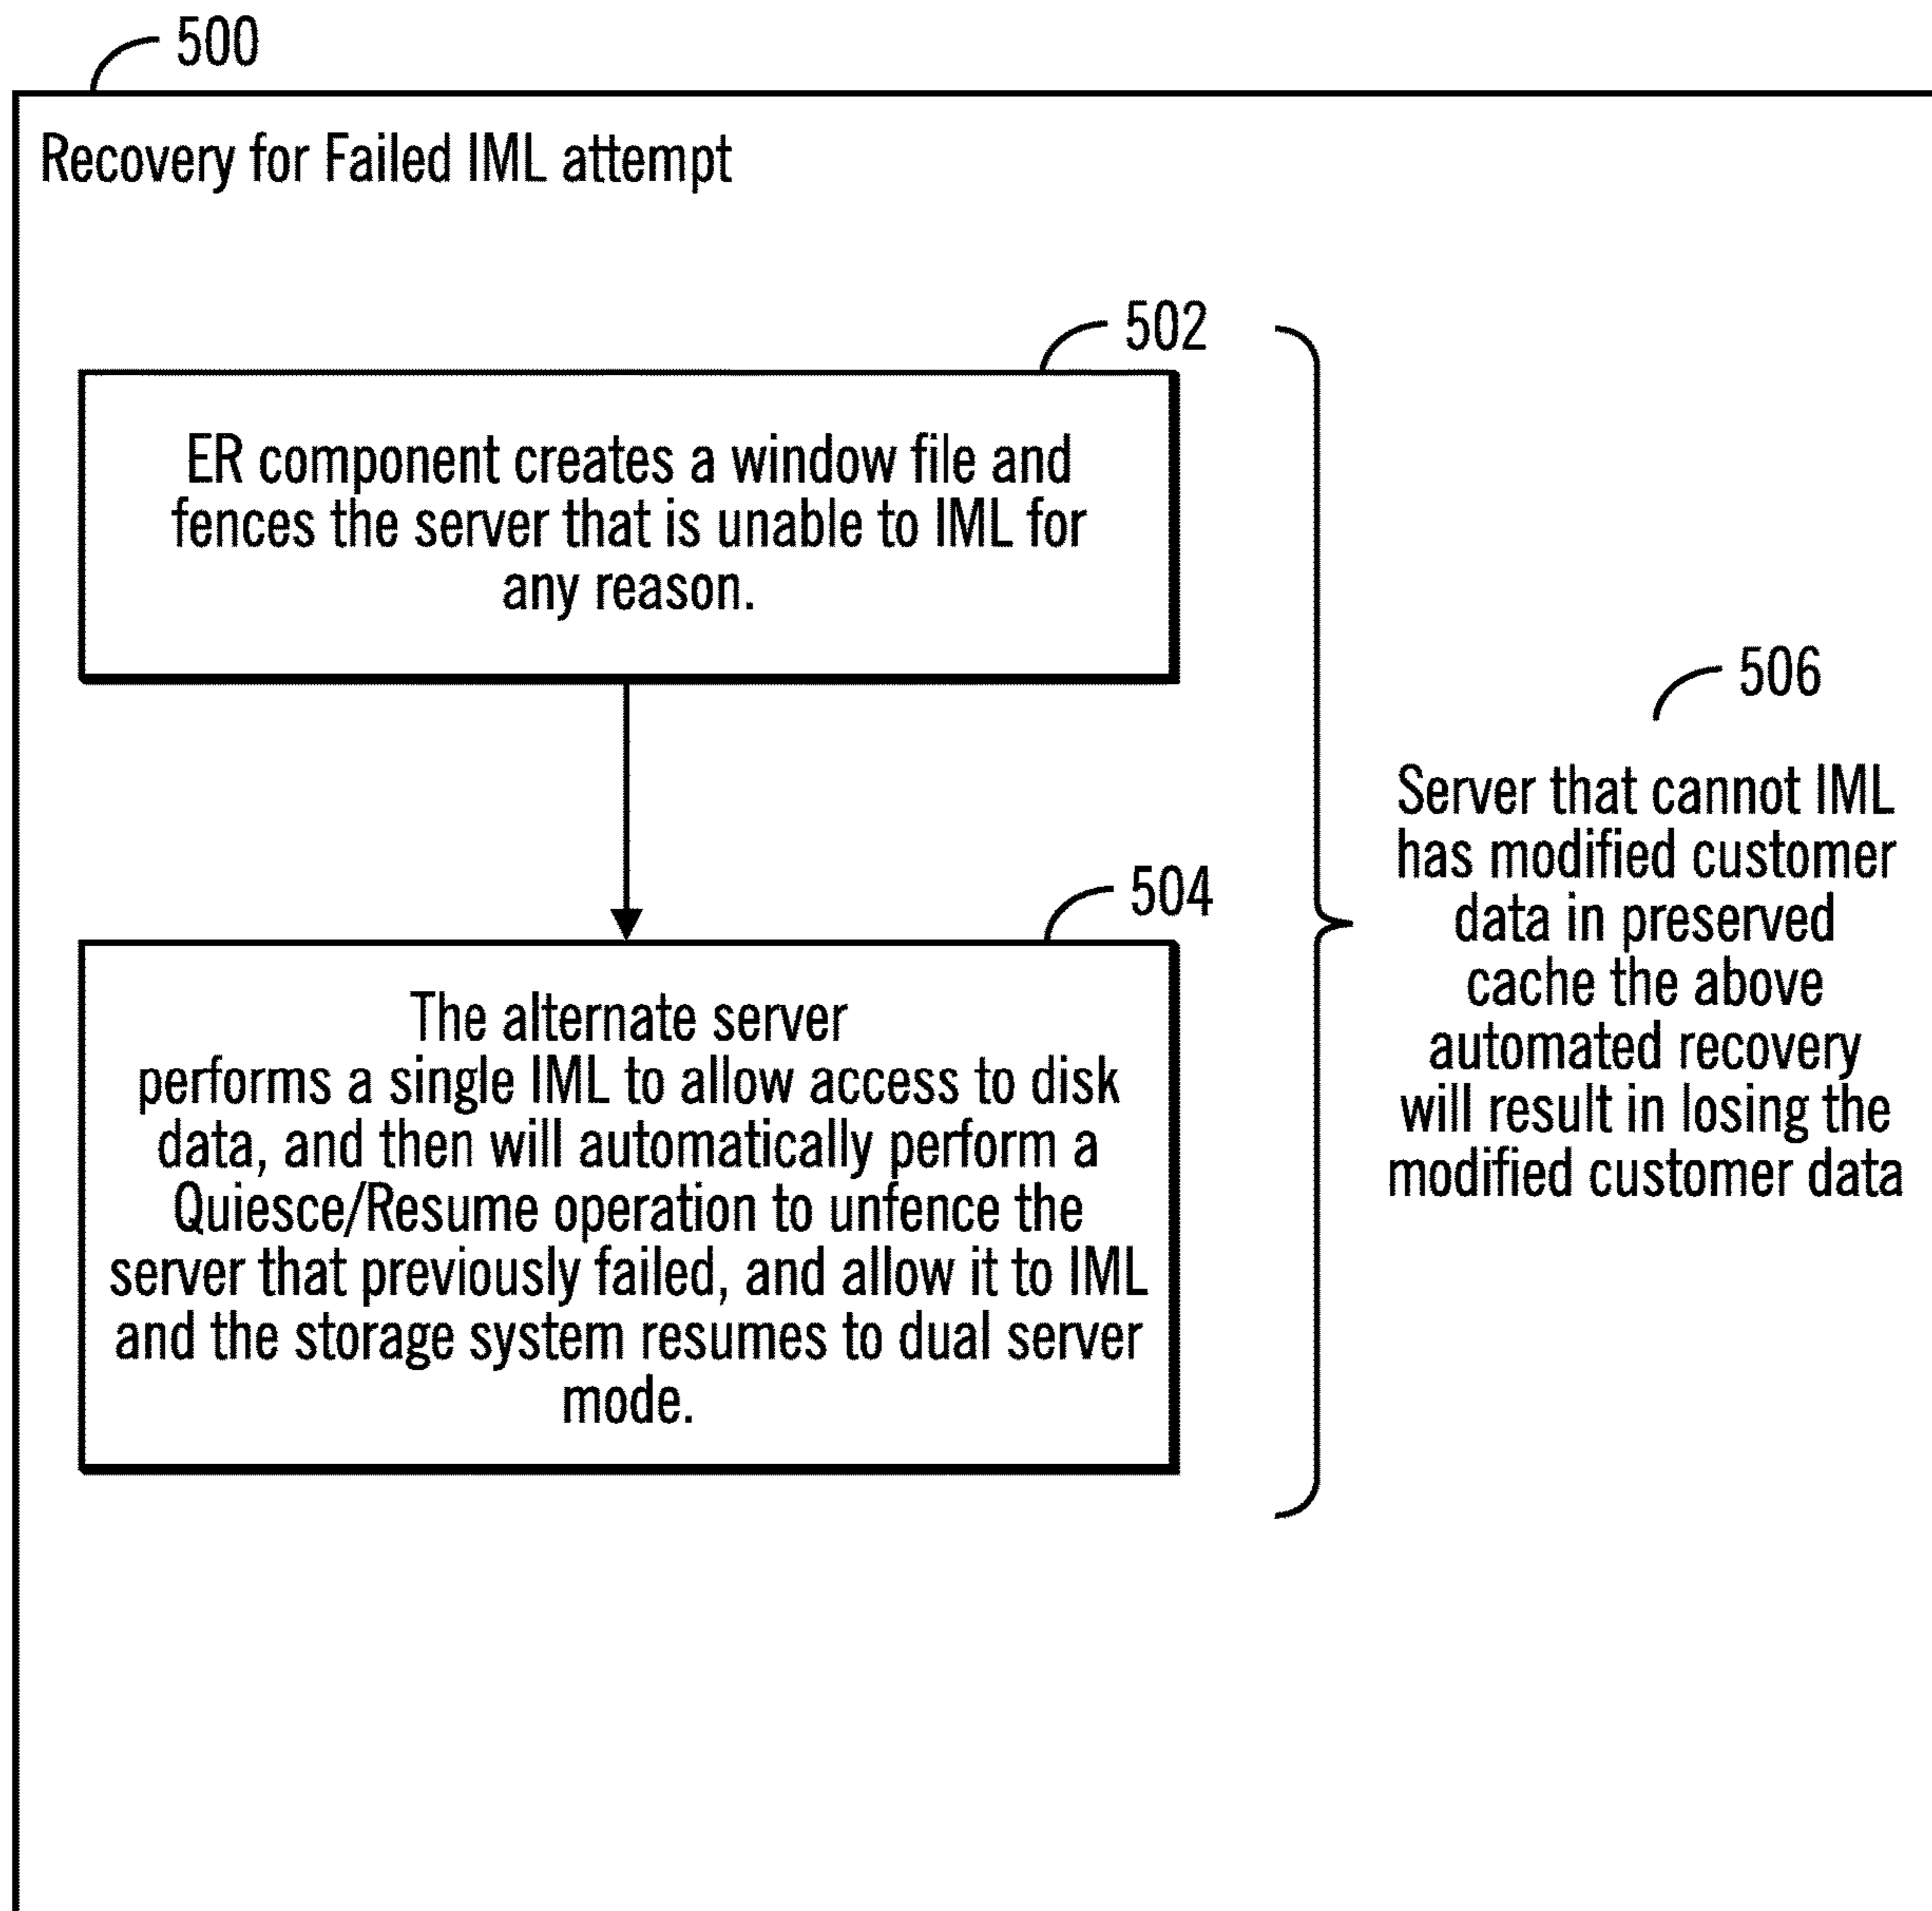 500
Recovery for Failed IML attempt
502
ER component creates a window file and
fences the server that is unable to IML for
any reason.
504
The alternate server
performs a single IML to allow access to disk
data, and then will automatically perform a
Quiesce/Resume operation to unfence the
server that previously failed, and allow it to IML
and the storage system resumes to dual server
mode.
506
Server that cannot IML
has modified customer
data in preserved
cache the above
automated recovery
will result in losing the
modified customer data